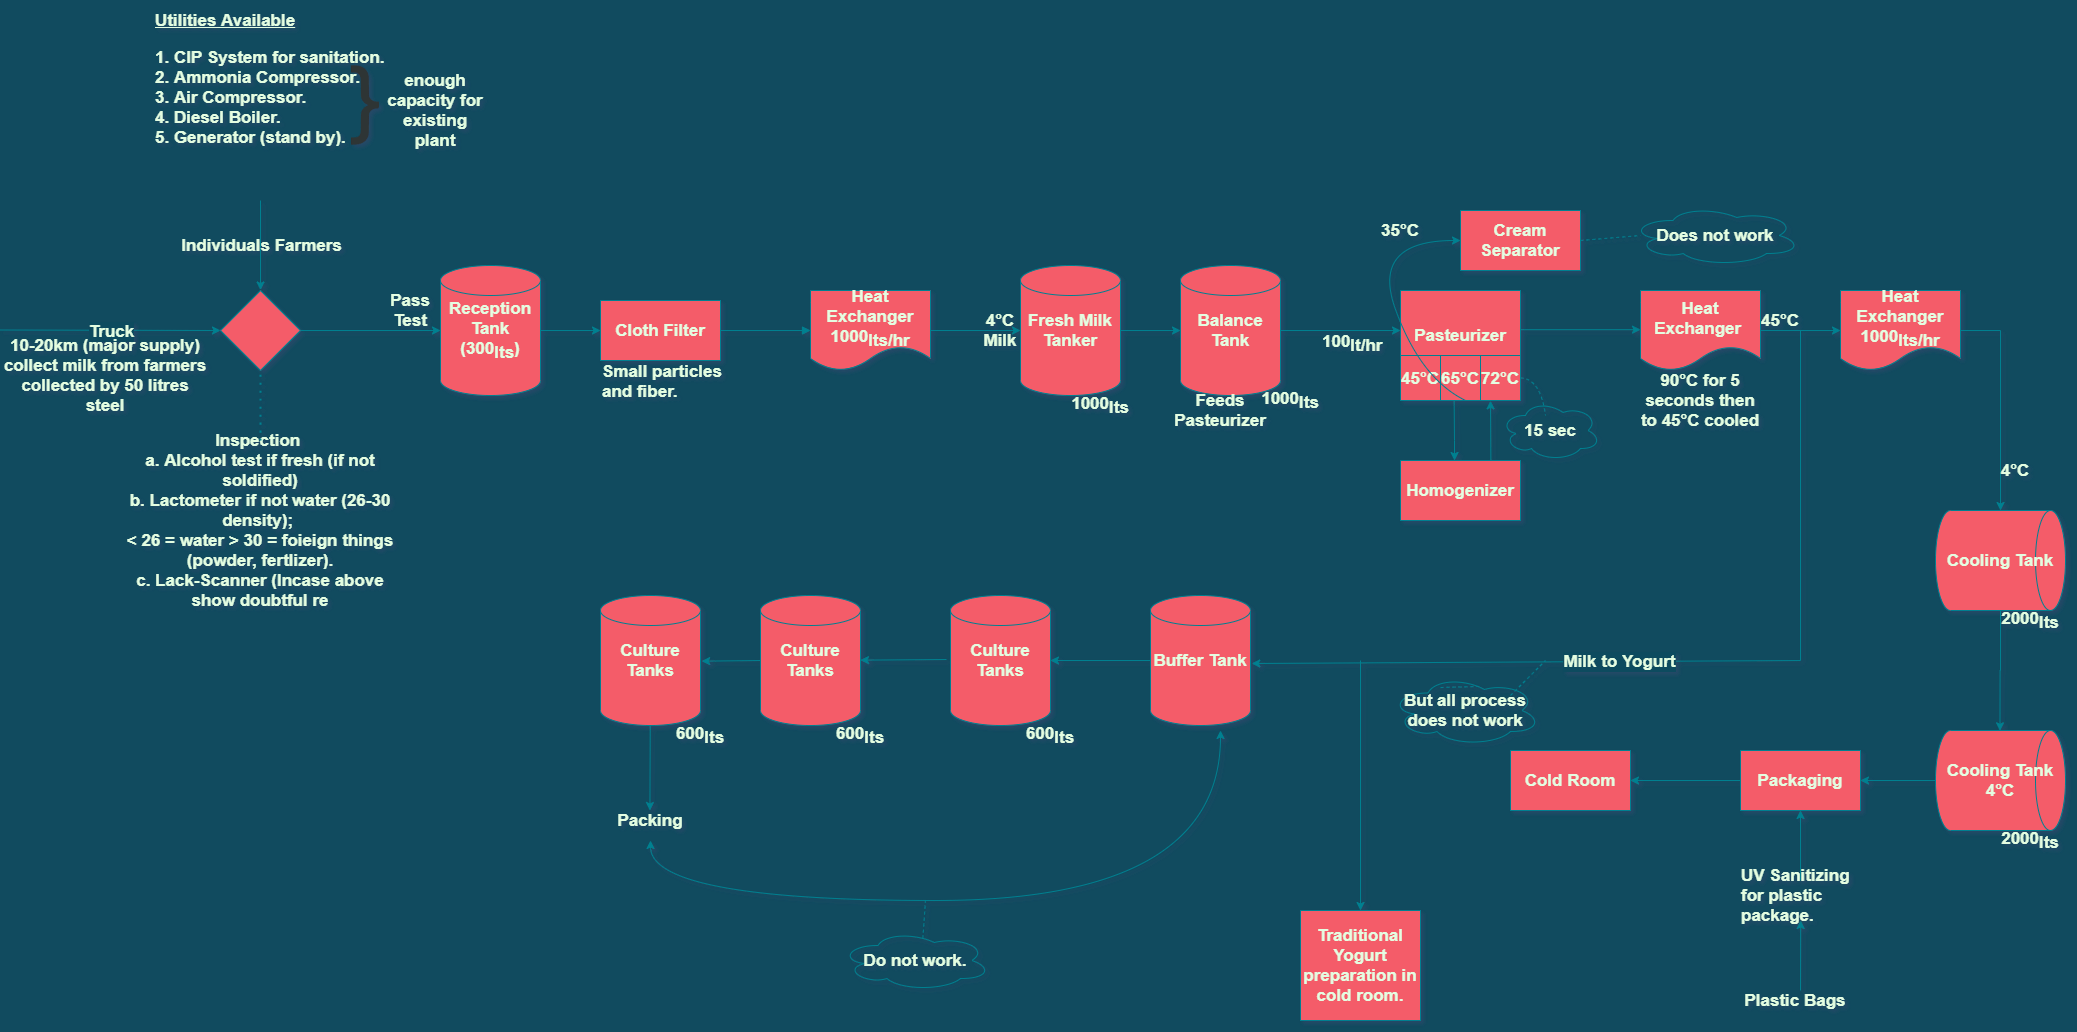 Utilities Available
1. CIP System for sanitation.
2. Ammonia Compressor.
3. Air Compressor.
4. Diesel Boiler.
5. Generator (stand by).
enough
capacity for
existing
plant
Individuals Farmers
Truck
10-20km (major supply)
collect milk from farmers
collected by 50 litres
steel
Inspection
a. Alcohol test if fresh (if not
soldified)
b. Lactometer if not water (26-30
density);
< 26 = water > 30 = foieign things
(powder, fertlizer).
c. Lack-Scanner (Incase above
show doubtful re
Pass
Test
Reception
Tank
(300lts)
Cloth Filter
Small particles
and fiber.
Heat
Exchanger
1000lts/hr
4°C
Milk
Fresh Milk
Tanker
1000lts
Balance
Tank
1000lts
Feeds
Pasteurizer
100lt/hr
35°C
Cream
Separator
Does not work
Pasteurizer
45°C
65°C
72°C
15 sec
Homogenizer
Heat
Exchanger
90°C for 5
seconds then
to 45°C cooled
45°C
Heat
Exchanger
1000lts/hr
4°C
Cooling Tank
2000lts
Cooling Tank
4°C
2000lts
Packaging
Cold Room
UV Sanitizing
for plastic
package.
Plastic Bags
Milk to Yogurt
But all process
does not work
Buffer Tank
Culture
Tanks
600lts
Culture
Tanks
600lts
Culture
Tanks
600lts
Packing
Do not work.
Traditional
Yogurt
preparation in
cold room.